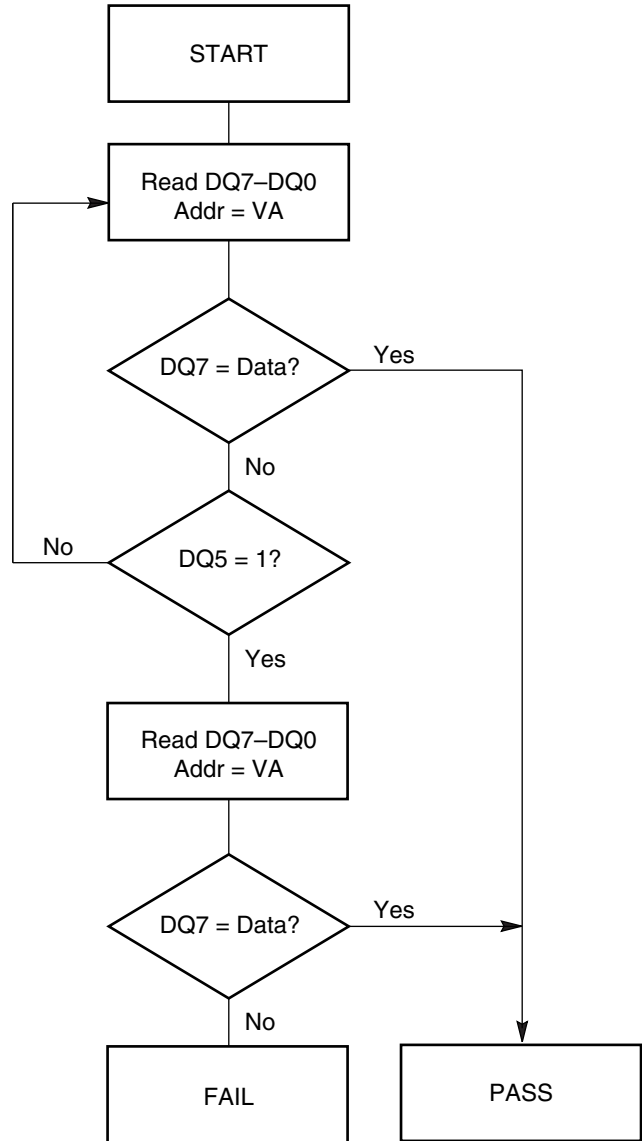 START
Read DQ7–DQ0
Addr = VA
DQ7 = Data?
Yes
No
No
DQ5 = 1?
Yes
Read DQ7–DQ0
Addr = VA
DQ7 = Data?
Yes
No
FAIL
PASS